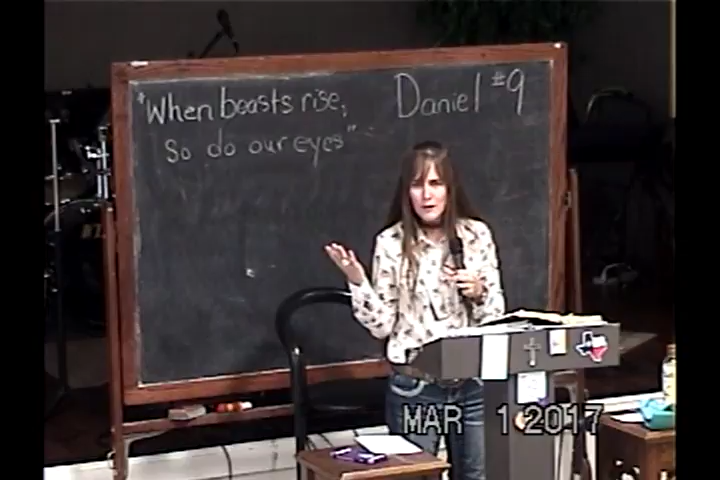 "When beasts rise,
so do our eyes"
Daniel #9
MAR 1 2017